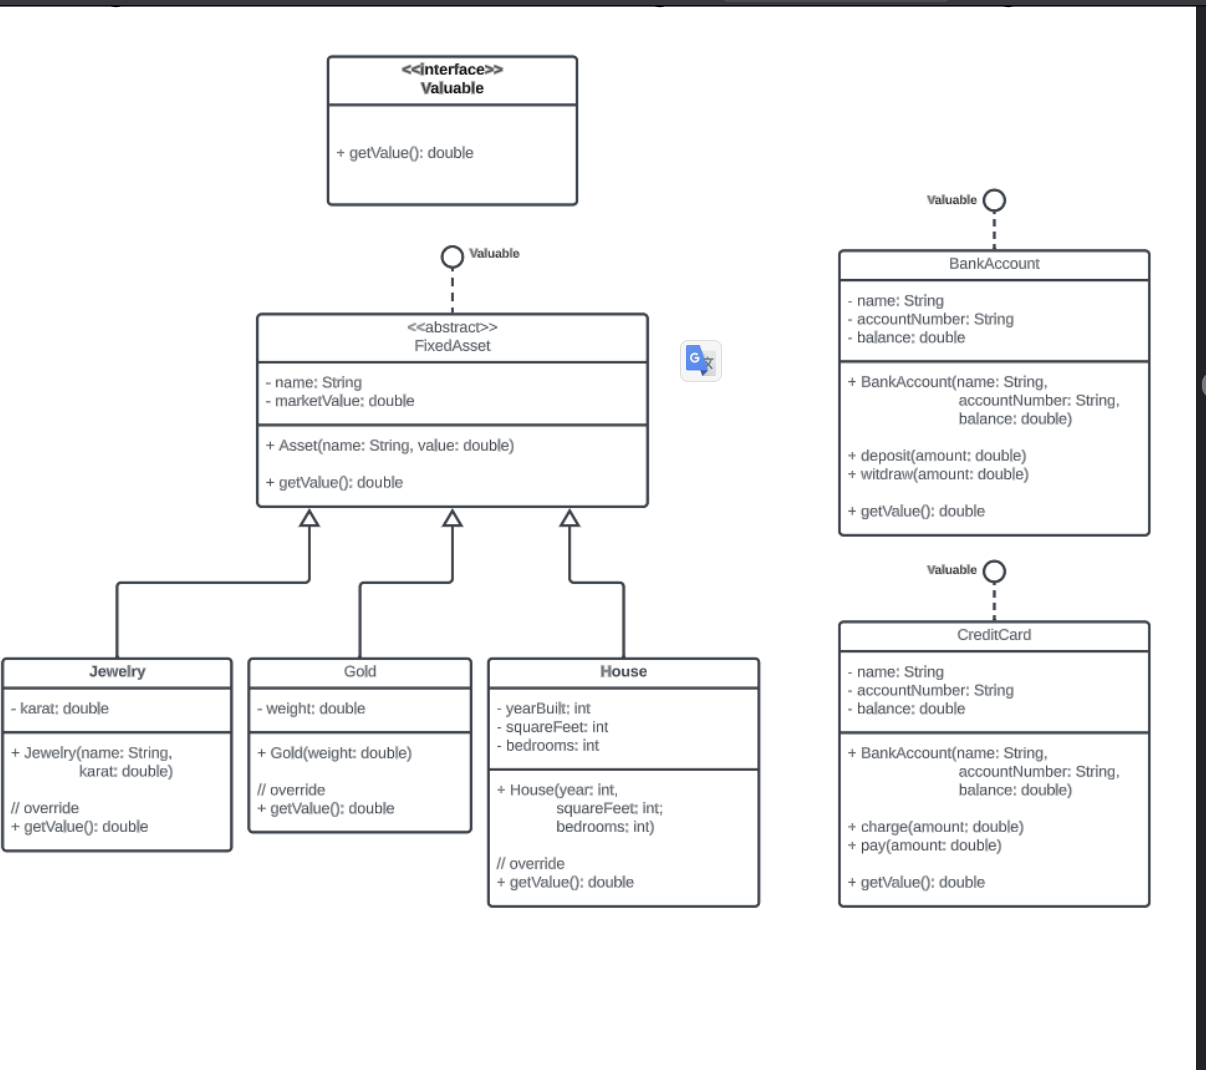 <<interface>>
Valuable
+ getValue(): double
Valuable
<<abstract>>
FixedAsset
- name: String
- marketValue: double
+ Asset(name: String, value: double)
+ getValue(): double
Jewelry
- karat: double
+ Jewelry(name: String,
karat: double)
// override
+ getValue(): double
Gold
- weight: double
+ Gold(weight: double)
// override
+ getValue(): double
House
- yearBuilt: int
- squareFeet: int
- bedrooms: int
+ House(year: int,
squareFeet: int;
bedrooms: int)
// override
+ getValue(): double
Valuable
BankAccount
- name: String
- accountNumber: String
- balance: double
+ BankAccount(name: String,
accountNumber: String,
balance: double)
+ deposit(amount: double)
+ witdraw(amount: double)
+ getValue(): double
Valuable
CreditCard
- name: String
- accountNumber: String
- balance: double
+ BankAccount(name: String,
accountNumber: String,
balance: double)
+ charge(amount: double)
+ pay(amount: double)
+ getValue(): double
G 文